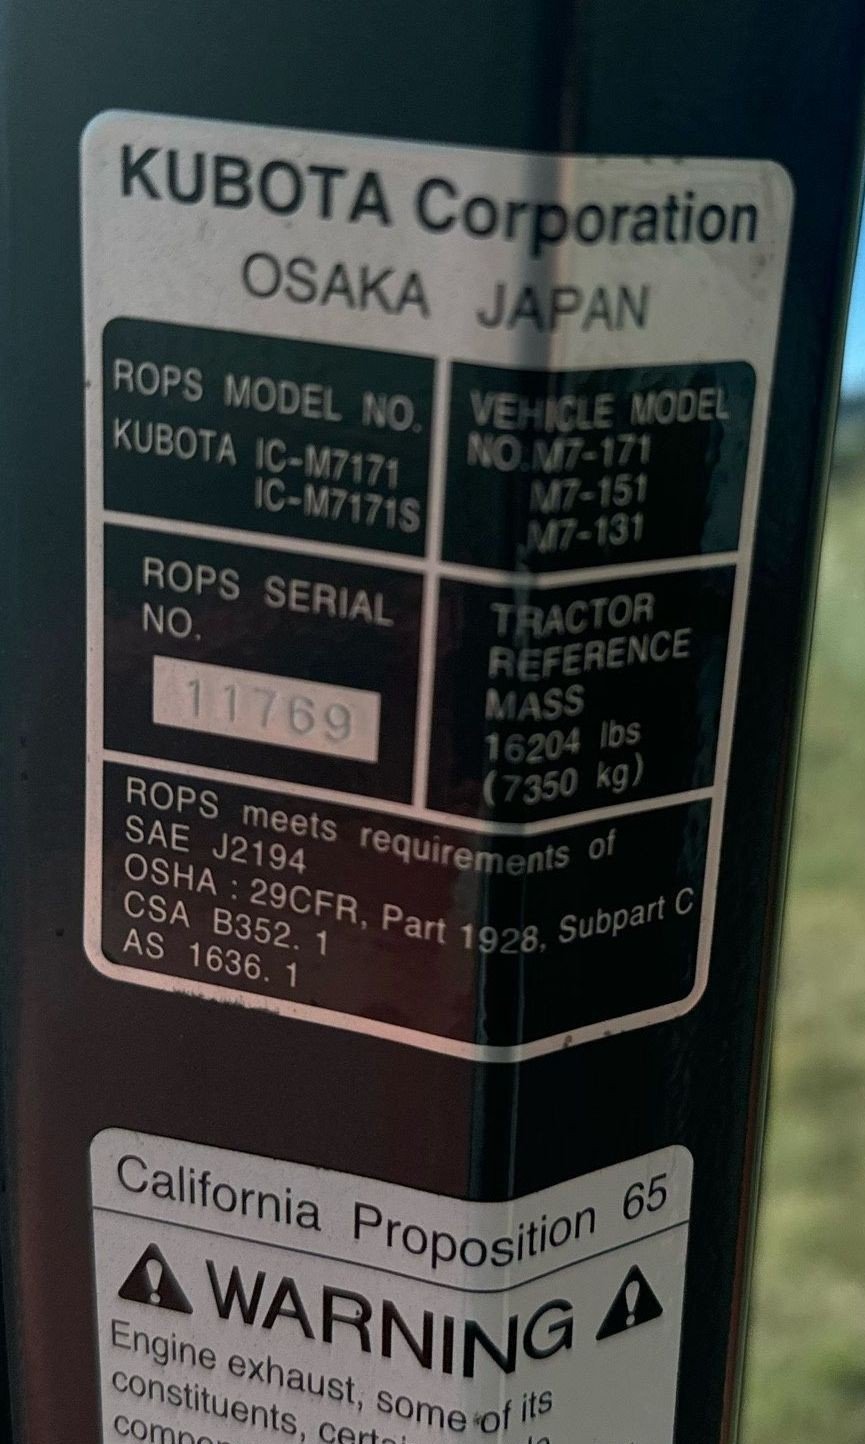 KUBOTA Corporation
OSAKA JAPAN
ROPS MODEL NO.
KUBOTA IC-M7171
IC-M7171S
VEHICLE MODEL
NO. M7-171
M7-151
M7-131
ROPS SERIAL
NO.
11769
TRACTOR
REFERENCE
MASS
16204 lbs
(7350 kg)
ROPS meets requirements of
SAE J2194
OSHA : 29CFR, Part 1928, Subpart C
CSA B352. 1
AS 1636. 1
California Proposition 65
WARNING
Engine exhaust, some of its
constituents,